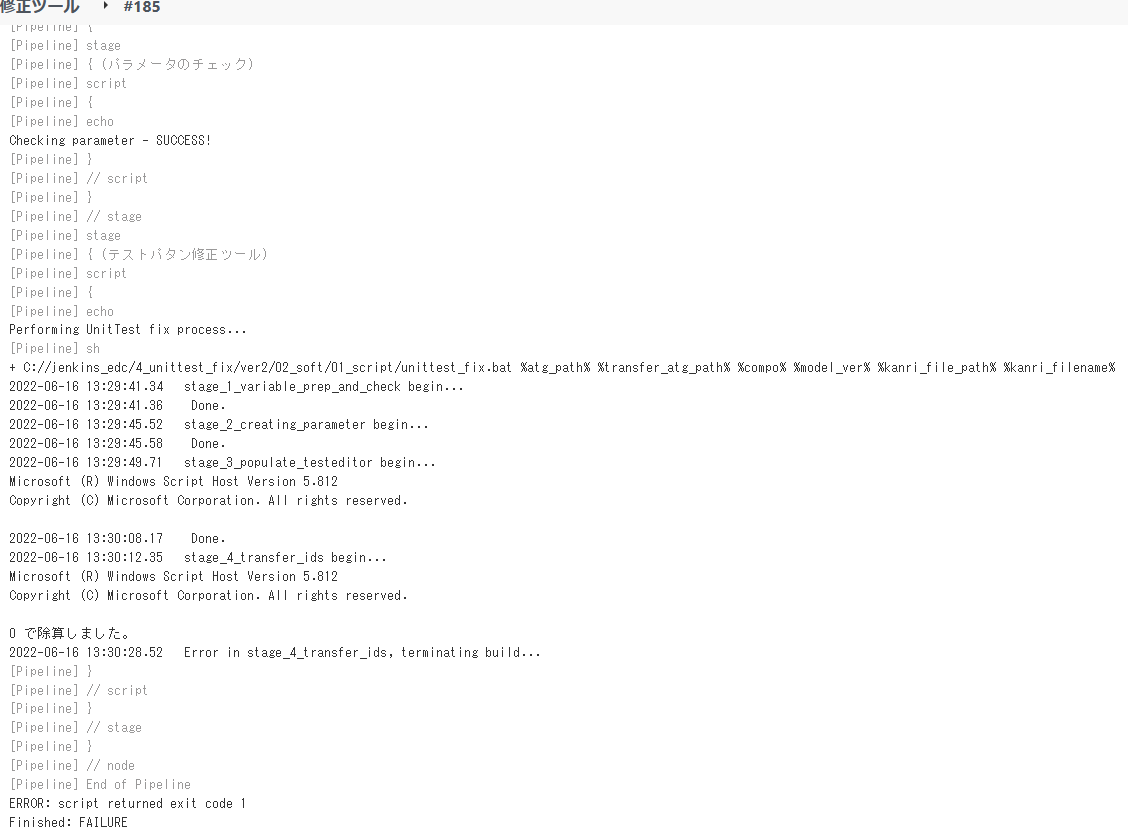 修正ツール ▸ #185
[Pipeline] {
[Pipeline] stage
[Pipeline] { (パラメータのチェック)
[Pipeline] script
[Pipeline] {
[Pipeline] echo
Checking parameter - SUCCESS!
[Pipeline] }
[Pipeline] // script
[Pipeline] }
[Pipeline] // stage
[Pipeline] stage
[Pipeline] { (テストパタン修正ツール)
[Pipeline] script
[Pipeline] {
[Pipeline] echo
Performing UnitTest fix process...
[Pipeline] sh
+ C://jenkins_edc/4_unittest_fix/ver2/02_soft/01_script/unittest_fix.bat %atg_path% %transfer_atg_path% %compo% %model_ver% %kanri_file_path% %kanri_filename%
2022-06-16 13:29:41.34   stage_1_variable_prep_and_check begin...
2022-06-16 13:29:41.36    Done.
2022-06-16 13:29:45.52   stage_2_creating_parameter begin...
2022-06-16 13:29:45.58    Done.
2022-06-16 13:29:49.71   stage_3_populate_testeditor begin...
Microsoft (R) Windows Script Host Version 5.812
Copyright (C) Microsoft Corporation. All rights reserved.
2022-06-16 13:30:08.17    Done.
2022-06-16 13:30:12.35   stage_4_transfer_ids begin...
Microsoft (R) Windows Script Host Version 5.812
Copyright (C) Microsoft Corporation. All rights reserved.
0 で除算しました。
2022-06-16 13:30:28.52   Error in stage_4_transfer_ids, terminating build...
[Pipeline] }
[Pipeline] // script
[Pipeline] }
[Pipeline] // stage
[Pipeline] }
[Pipeline] // node
[Pipeline] End of Pipeline
ERROR: script returned exit code 1
Finished: FAILURE